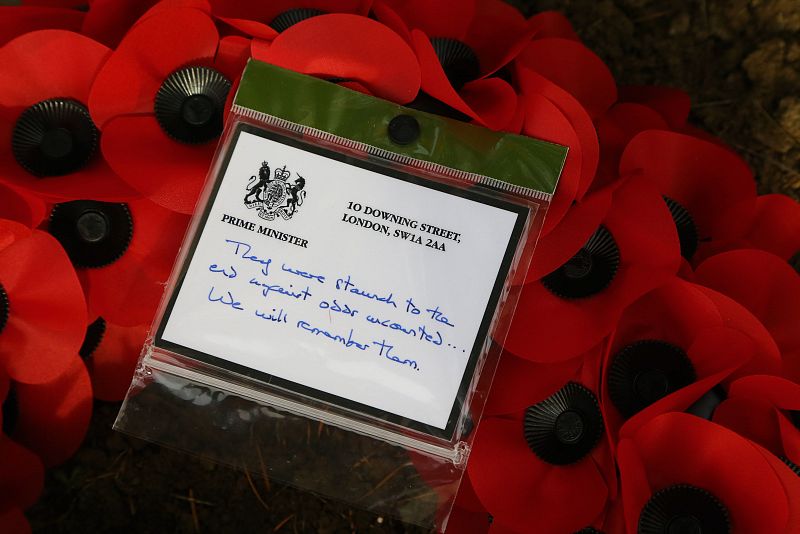 PRIME MINISTER
10 DOWNING STREET,
LONDON, SW1A 2AA
They were staunch to the
end against odds uncounted...
We will remember them.